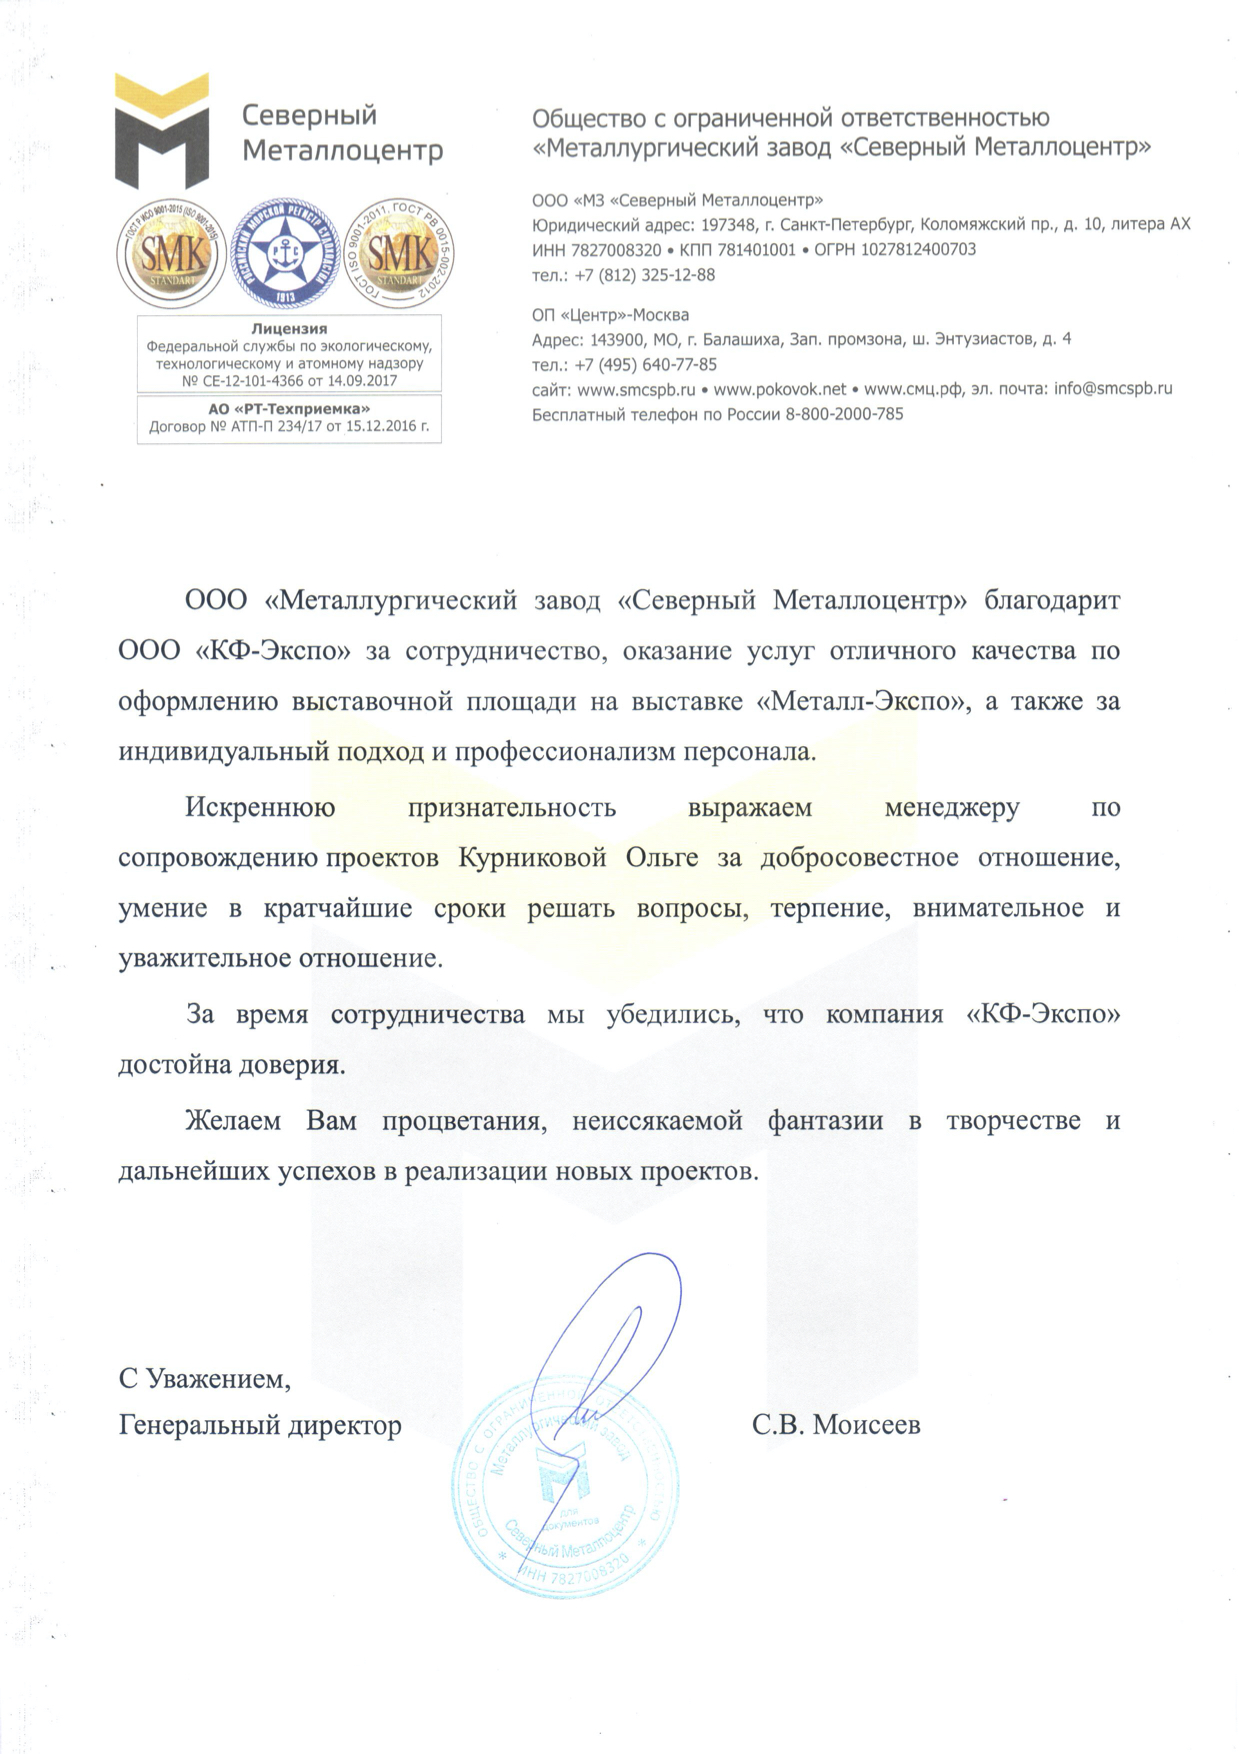 Северный
Металлоцентр
ГОСТ Р ИСО 9001-2015 (ISO 9001:2015)
SMK
STANDART
РОССИЙСКИЙ МОРСКОЙ РЕГИСТР СУДОХОДСТВА
РС
1913
ГОСТ ISO 9001-2011, ГОСТ РВ 0015-002-2012
SMK
STANDART
Лицензия
Федеральной службы по экологическому,
технологическому и атомному надзору
№ СЕ-12-101-4366 от 14.09.2017
АО «РТ-Техприемка»
Договор № АТП-П 234/17 от 15.12.2016 г.
Общество с ограниченной ответственностью
«Металлургический завод «Северный Металлоцентр»
ООО «МЗ «Северный Металлоцентр»
Юридический адрес: 197348, г. Санкт-Петербург, Коломяжский пр., д. 10, литера АХ
ИНН 7827008320 • КПП 781401001 • ОГРН 1027812400703
тел.: +7 (812) 325-12-88
ОП «Центр»-Москва
Адрес: 143900, МО, г. Балашиха, Зап. промзона, ш. Энтузиастов, д. 4
тел.: +7 (495) 640-77-85
сайт: www.smcspb.ru • www.pokovok.net • www.смц.рф, эл. почта: info@smcspb.ru
Бесплатный телефон по России 8-800-2000-785
ООО «Металлургический завод «Северный Металлоцентр» благодарит
ООО «КФ-Экспо» за сотрудничество, оказание услуг отличного качества по
оформлению выставочной площади на выставке «Металл-Экспо», а также за
индивидуальный подход и профессионализм персонала.
Искреннюю признательность выражаем менеджеру по
сопровождению проектов Курниковой Ольге за добросовестное отношение,
умение в кратчайшие сроки решать вопросы, терпение, внимательное и
уважительное отношение.
За время сотрудничества мы убедились, что компания «КФ-Экспо»
достойна доверия.
Желаем Вам процветания, неиссякаемой фантазии в творчестве и
дальнейших успехов в реализации новых проектов.
С Уважением,
Генеральный директор С.В. Моисеев
ОБЩЕСТВО С ОГРАНИЧЕННОЙ ОТВЕТСТВЕННОСТЬЮ
Металлургический завод
для
документов
Северный Металлоцентр
* ИНН 7827008320 *